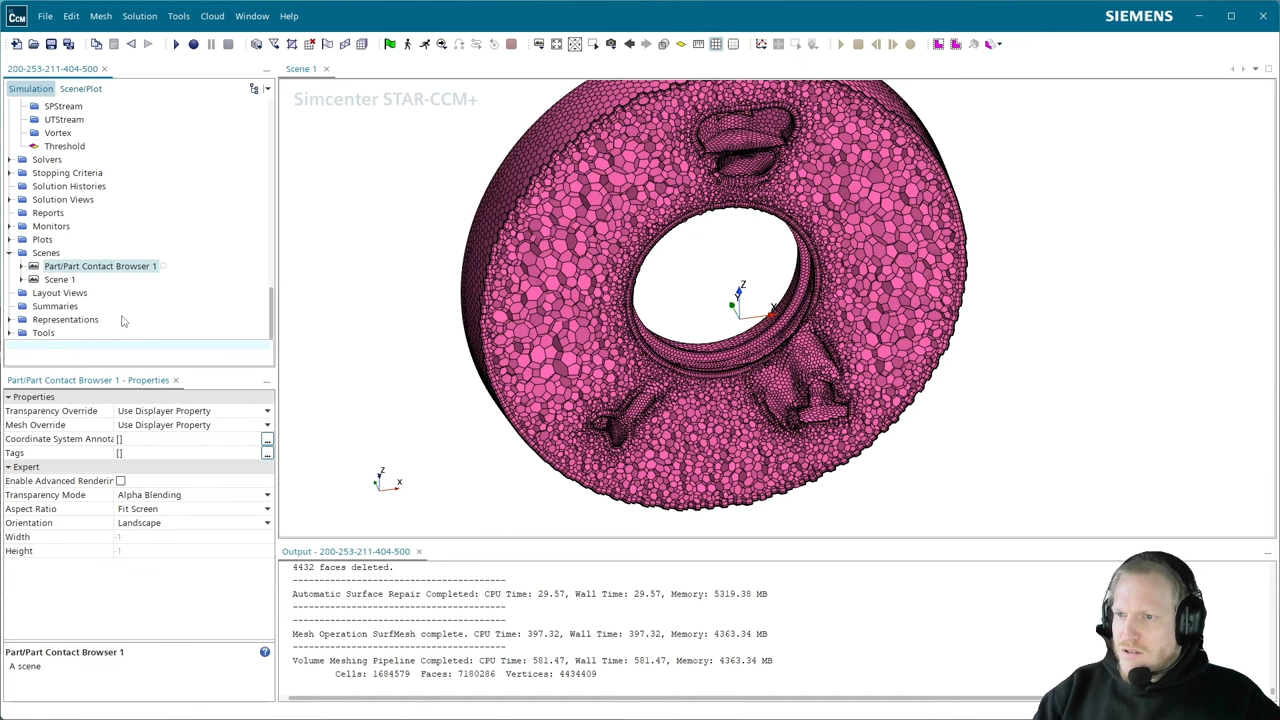 CCM File Edit Mesh Solution Tools Cloud Window Help SIEMENS
280-253-211-404-500 Scene 1
Simulation Scene/Plot
Simcenter STAR-CCM+
SPStream
UTStream
Vortex
Threshold
Solvers
Stopping Criteria
Solution Histories
Solution Views
Reports
Monitors
Plots
Scenes
Part/Part Contact Browser 1
Scene 1
Layout Views
Summaries
Representations
Tools
Z
Y
X
Z
X
Part/Part Contact Browser 1 - Properties
Properties
Transparency Override Use Displayer Property
Mesh Override Use Displayer Property
Coordinate System Annota []
Tags []
Expert
Enable Advanced Renderin
Transparency Mode Alpha Blending
Aspect Ratio Fit Screen
Orientation Landscape
Width -1
Height -1
Part/Part Contact Browser 1
A scene
Output - 280-253-211-404-500
4432 faces deleted.
----------------------------------------
Automatic Surface Repair Completed: CPU Time: 29.57, Wall Time: 29.57, Memory: 5319.38 MB
----------------------------------------
----------------------------------------
Mesh Operation SurfMesh complete. CPU Time: 397.32, Wall Time: 397.32, Memory: 4363.34 MB
----------------------------------------
Volume Meshing Pipeline Completed: CPU Time: 581.47, Wall Time: 581.47, Memory: 4363.34 MB
Cells: 1684579 Faces: 7180286 Vertices: 4434409